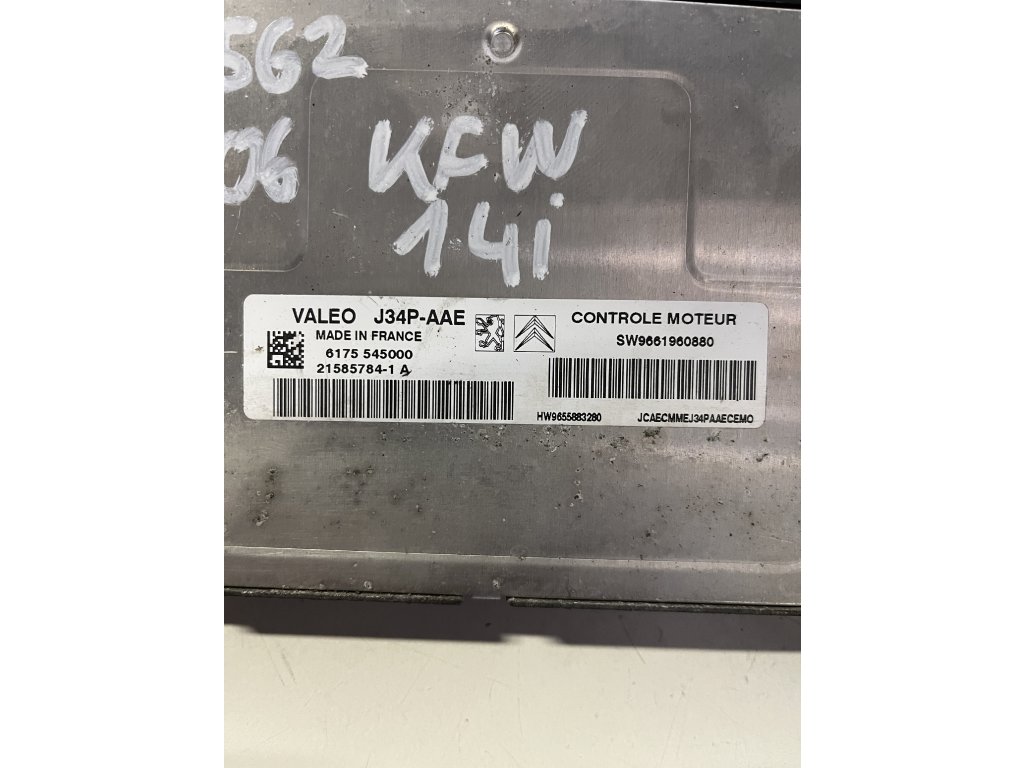 562
06
KFW
14i
VALEO J34P-AAE
MADE IN FRANCE
6175 545000
21585784-1 A
CONTROLE MOTEUR
SW9661960880
HW9655883280
JCAECMMEJ34PAAECEMO